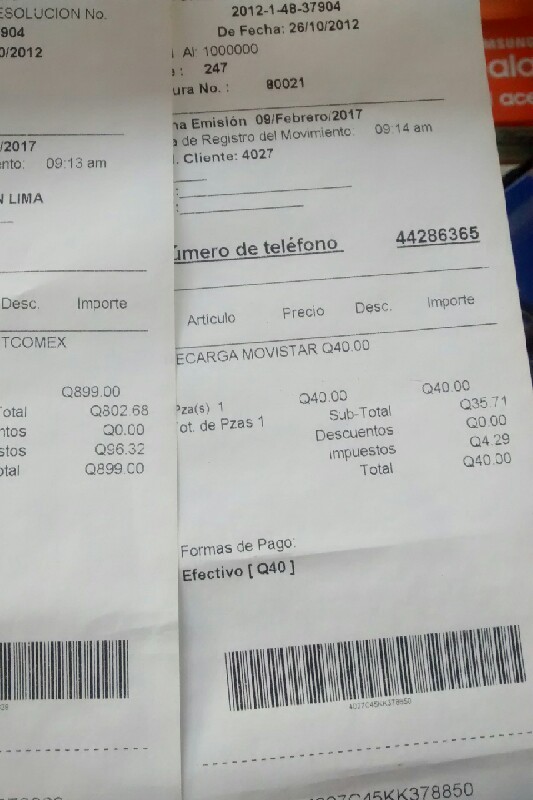 ESOLUCION No.
904
0/2012
/2017
nto: 09:13 am
N LIMA
Desc. Importe
TCOMEX
Q899.00
otal Q802.68
ntos Q0.00
stos Q96.32
otal Q899.00
2012-1-48-37904
De Fecha: 26/10/2012
Al: 1000000
: 247
ura No. : 80021
na Emisión 09/Febrero/2017
de Registro del Movimiento: 09:14 am
. Cliente: 4027
úmero de teléfono 44286365
Articulo Precio Desc. Importe
ECARGA MOVISTAR Q40.00
Pza(s) 1 Q40.00 Q40.00
ot. de Pzas 1 Sub-Total Q35.71
Descuentos Q0.00
Impuestos Q4.29
Total Q40.00
Formas de Pago:
Efectivo [ Q40 ]
4027C45KK378850
4027C45KK378850
SAMSUNG
ace